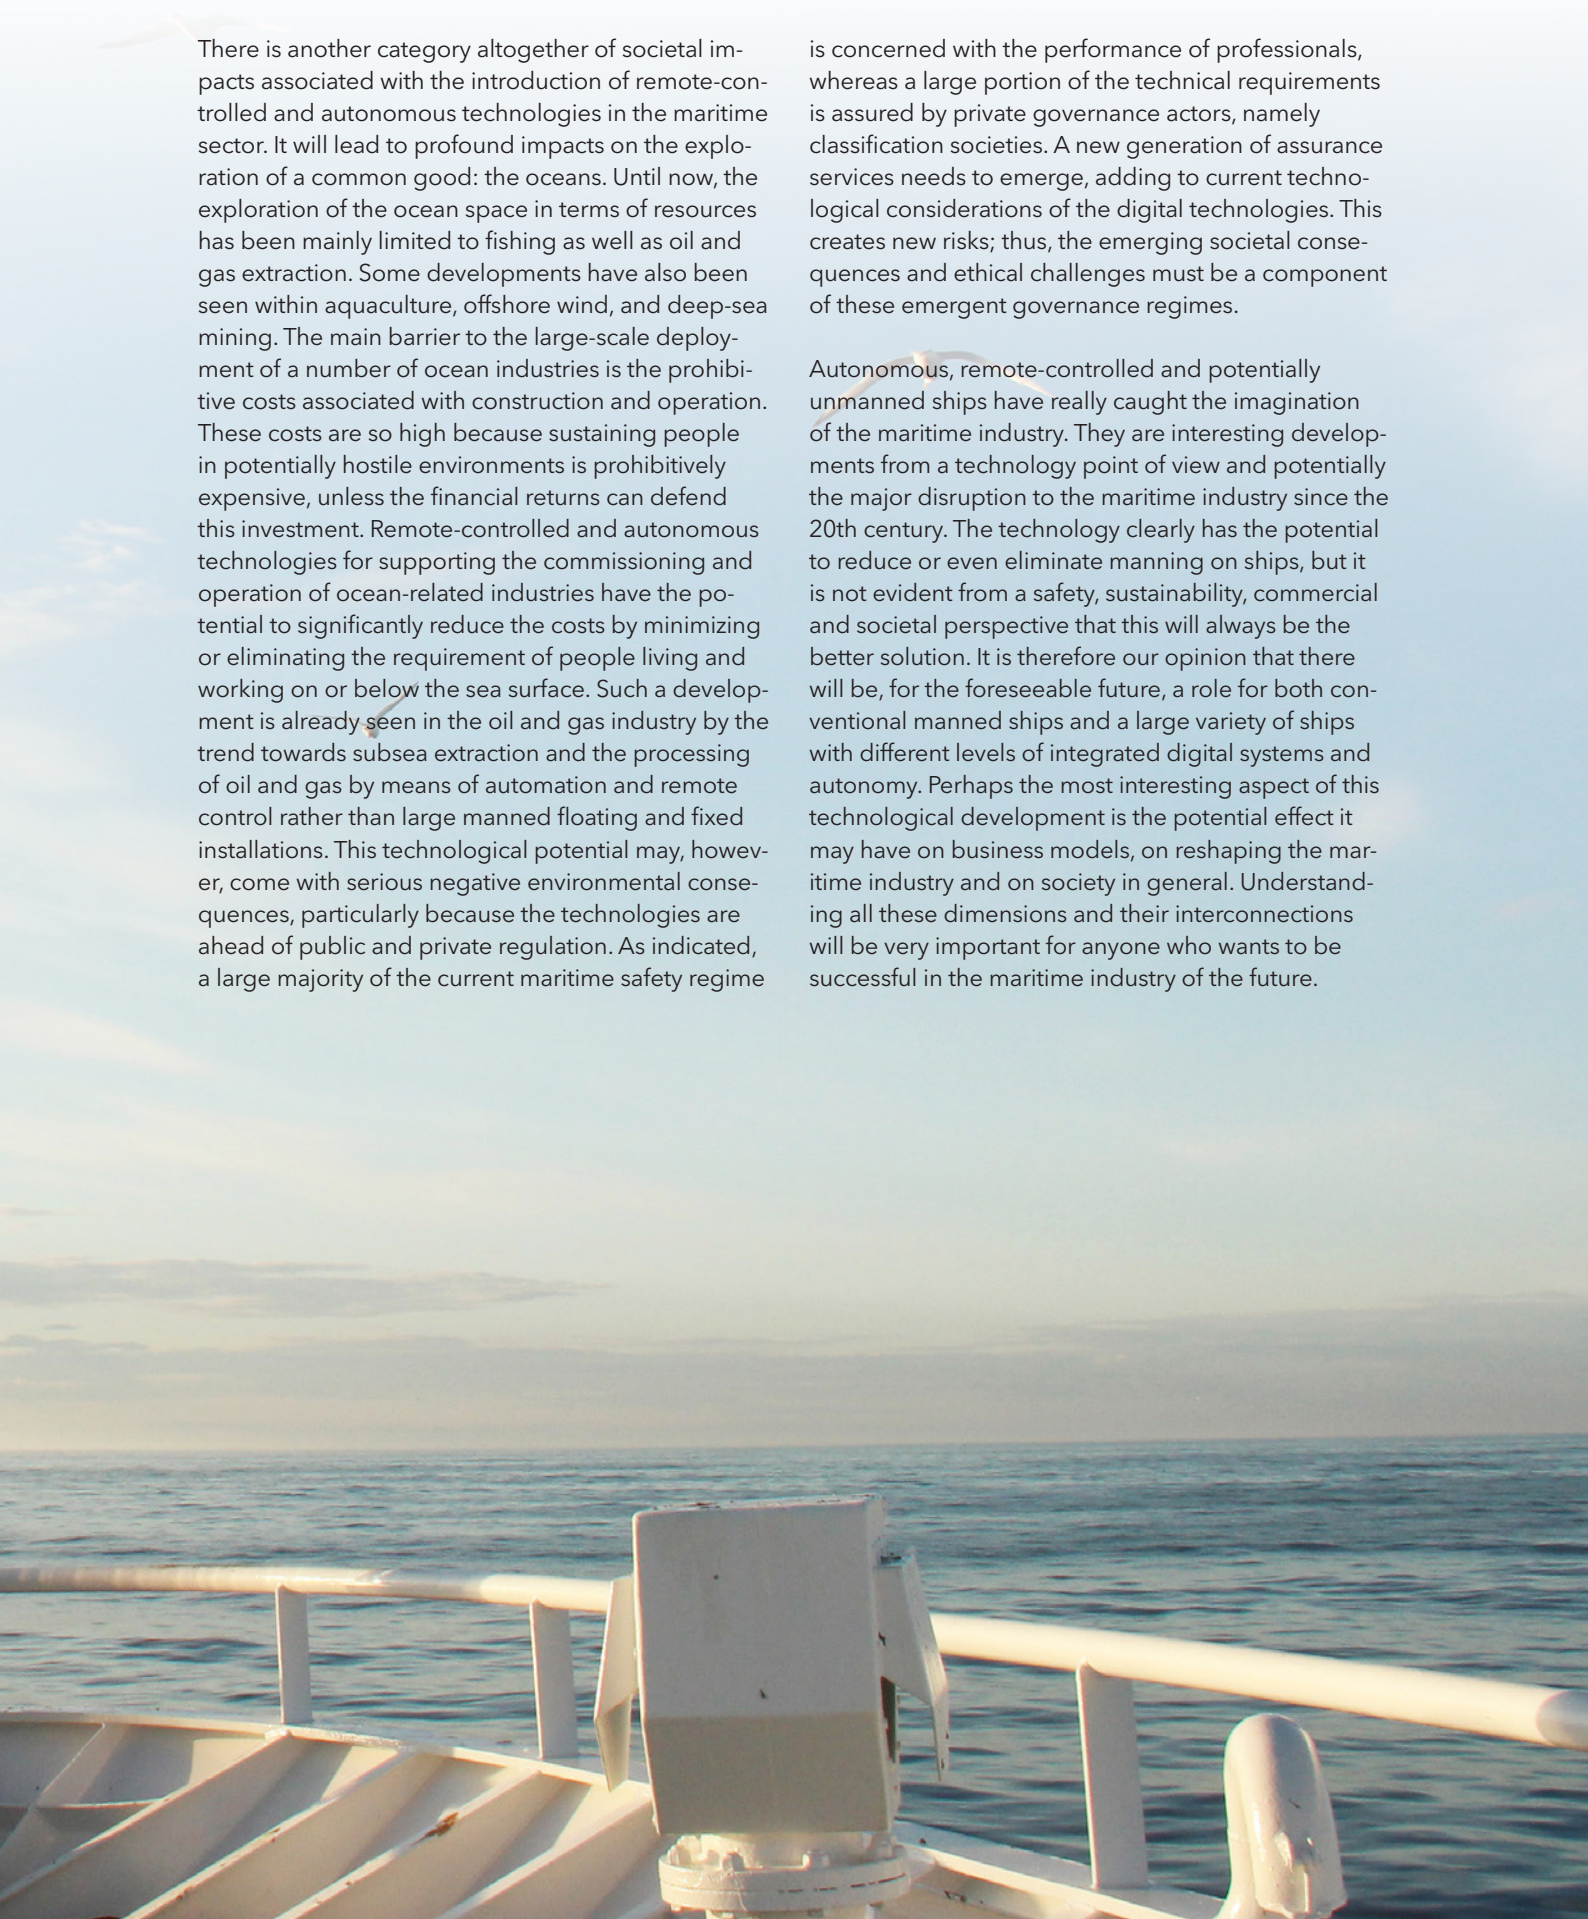 There is another category altogether of societal im-
pacts associated with the introduction of remote-con-
trolled and autonomous technologies in the maritime
sector. It will lead to profound impacts on the explo-
ration of a common good: the oceans. Until now, the
exploration of the ocean space in terms of resources
has been mainly limited to fishing as well as oil and
gas extraction. Some developments have also been
seen within aquaculture, offshore wind, and deep-sea
mining. The main barrier to the large-scale deploy-
ment of a number of ocean industries is the prohibi-
tive costs associated with construction and operation.
These costs are so high because sustaining people
in potentially hostile environments is prohibitively
expensive, unless the financial returns can defend
this investment. Remote-controlled and autonomous
technologies for supporting the commissioning and
operation of ocean-related industries have the po-
tential to significantly reduce the costs by minimizing
or eliminating the requirement of people living and
working on or below the sea surface. Such a develop-
ment is already seen in the oil and gas industry by the
trend towards subsea extraction and the processing
of oil and gas by means of automation and remote
control rather than large manned floating and fixed
installations. This technological potential may, howev-
er, come with serious negative environmental conse-
quences, particularly because the technologies are
ahead of public and private regulation. As indicated,
a large majority of the current maritime safety regime
is concerned with the performance of professionals,
whereas a large portion of the technical requirements
is assured by private governance actors, namely
classification societies. A new generation of assurance
services needs to emerge, adding to current techno-
logical considerations of the digital technologies. This
creates new risks; thus, the emerging societal conse-
quences and ethical challenges must be a component
of these emergent governance regimes.
Autonomous, remote-controlled and potentially
unmanned ships have really caught the imagination
of the maritime industry. They are interesting develop-
ments from a technology point of view and potentially
the major disruption to the maritime industry since the
20th century. The technology clearly has the potential
to reduce or even eliminate manning on ships, but it
is not evident from a safety, sustainability, commercial
and societal perspective that this will always be the
better solution. It is therefore our opinion that there
will be, for the foreseeable future, a role for both con-
ventional manned ships and a large variety of ships
with different levels of integrated digital systems and
autonomy. Perhaps the most interesting aspect of this
technological development is the potential effect it
may have on business models, on reshaping the mar-
itime industry and on society in general. Understand-
ing all these dimensions and their interconnections
will be very important for anyone who wants to be
successful in the maritime industry of the future.